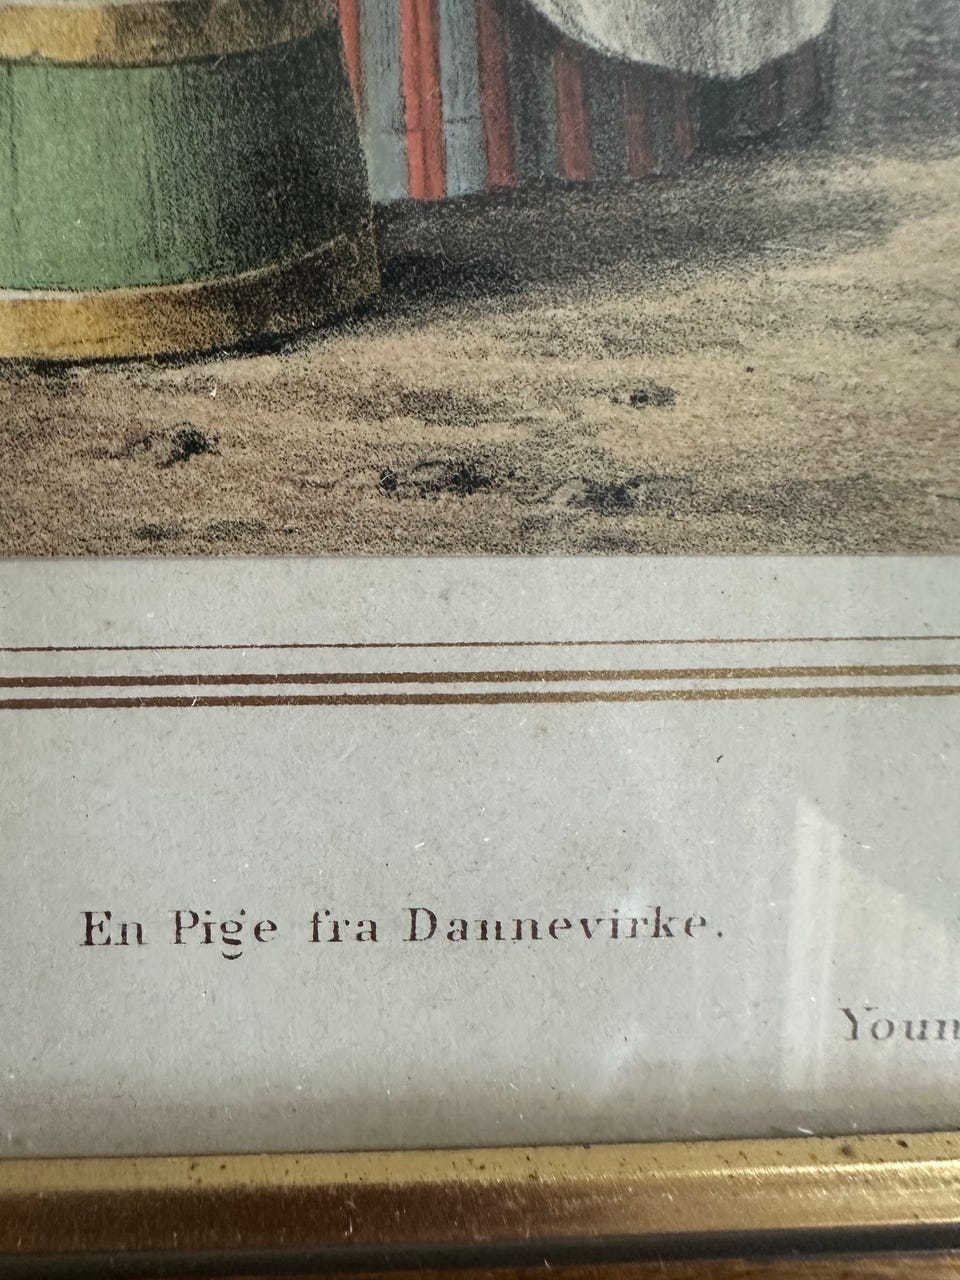 En Pige fra Dannevirke.